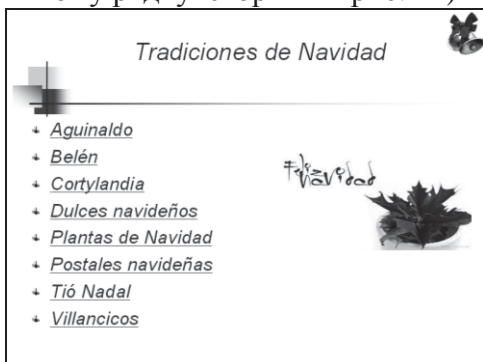 Tradiciones de Navidad
Aguinaldo
Belén
Cortylandia
Dulces navideños
Plantas de Navidad
Postales navideñas
Tió Nadal
Villancicos
Feliz
Navidad